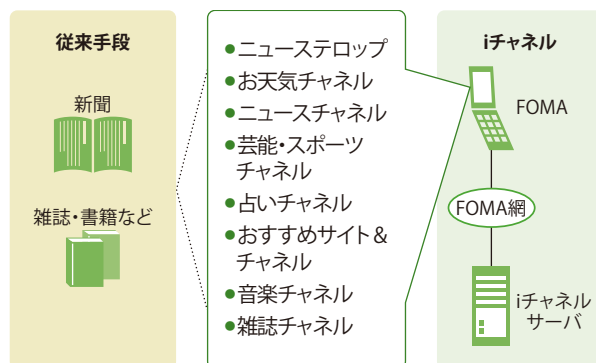 従来手段
新聞
雑誌・書籍など
●ニューステロップ
●お天気チャネル
●ニュースチャネル
●芸能・スポーツ
チャネル
●占いチャネル
●おすすめサイト＆
チャネル
●音楽チャネル
●雑誌チャネル
iチャネル
FOMA
FOMA網
iチャネル
サーバ